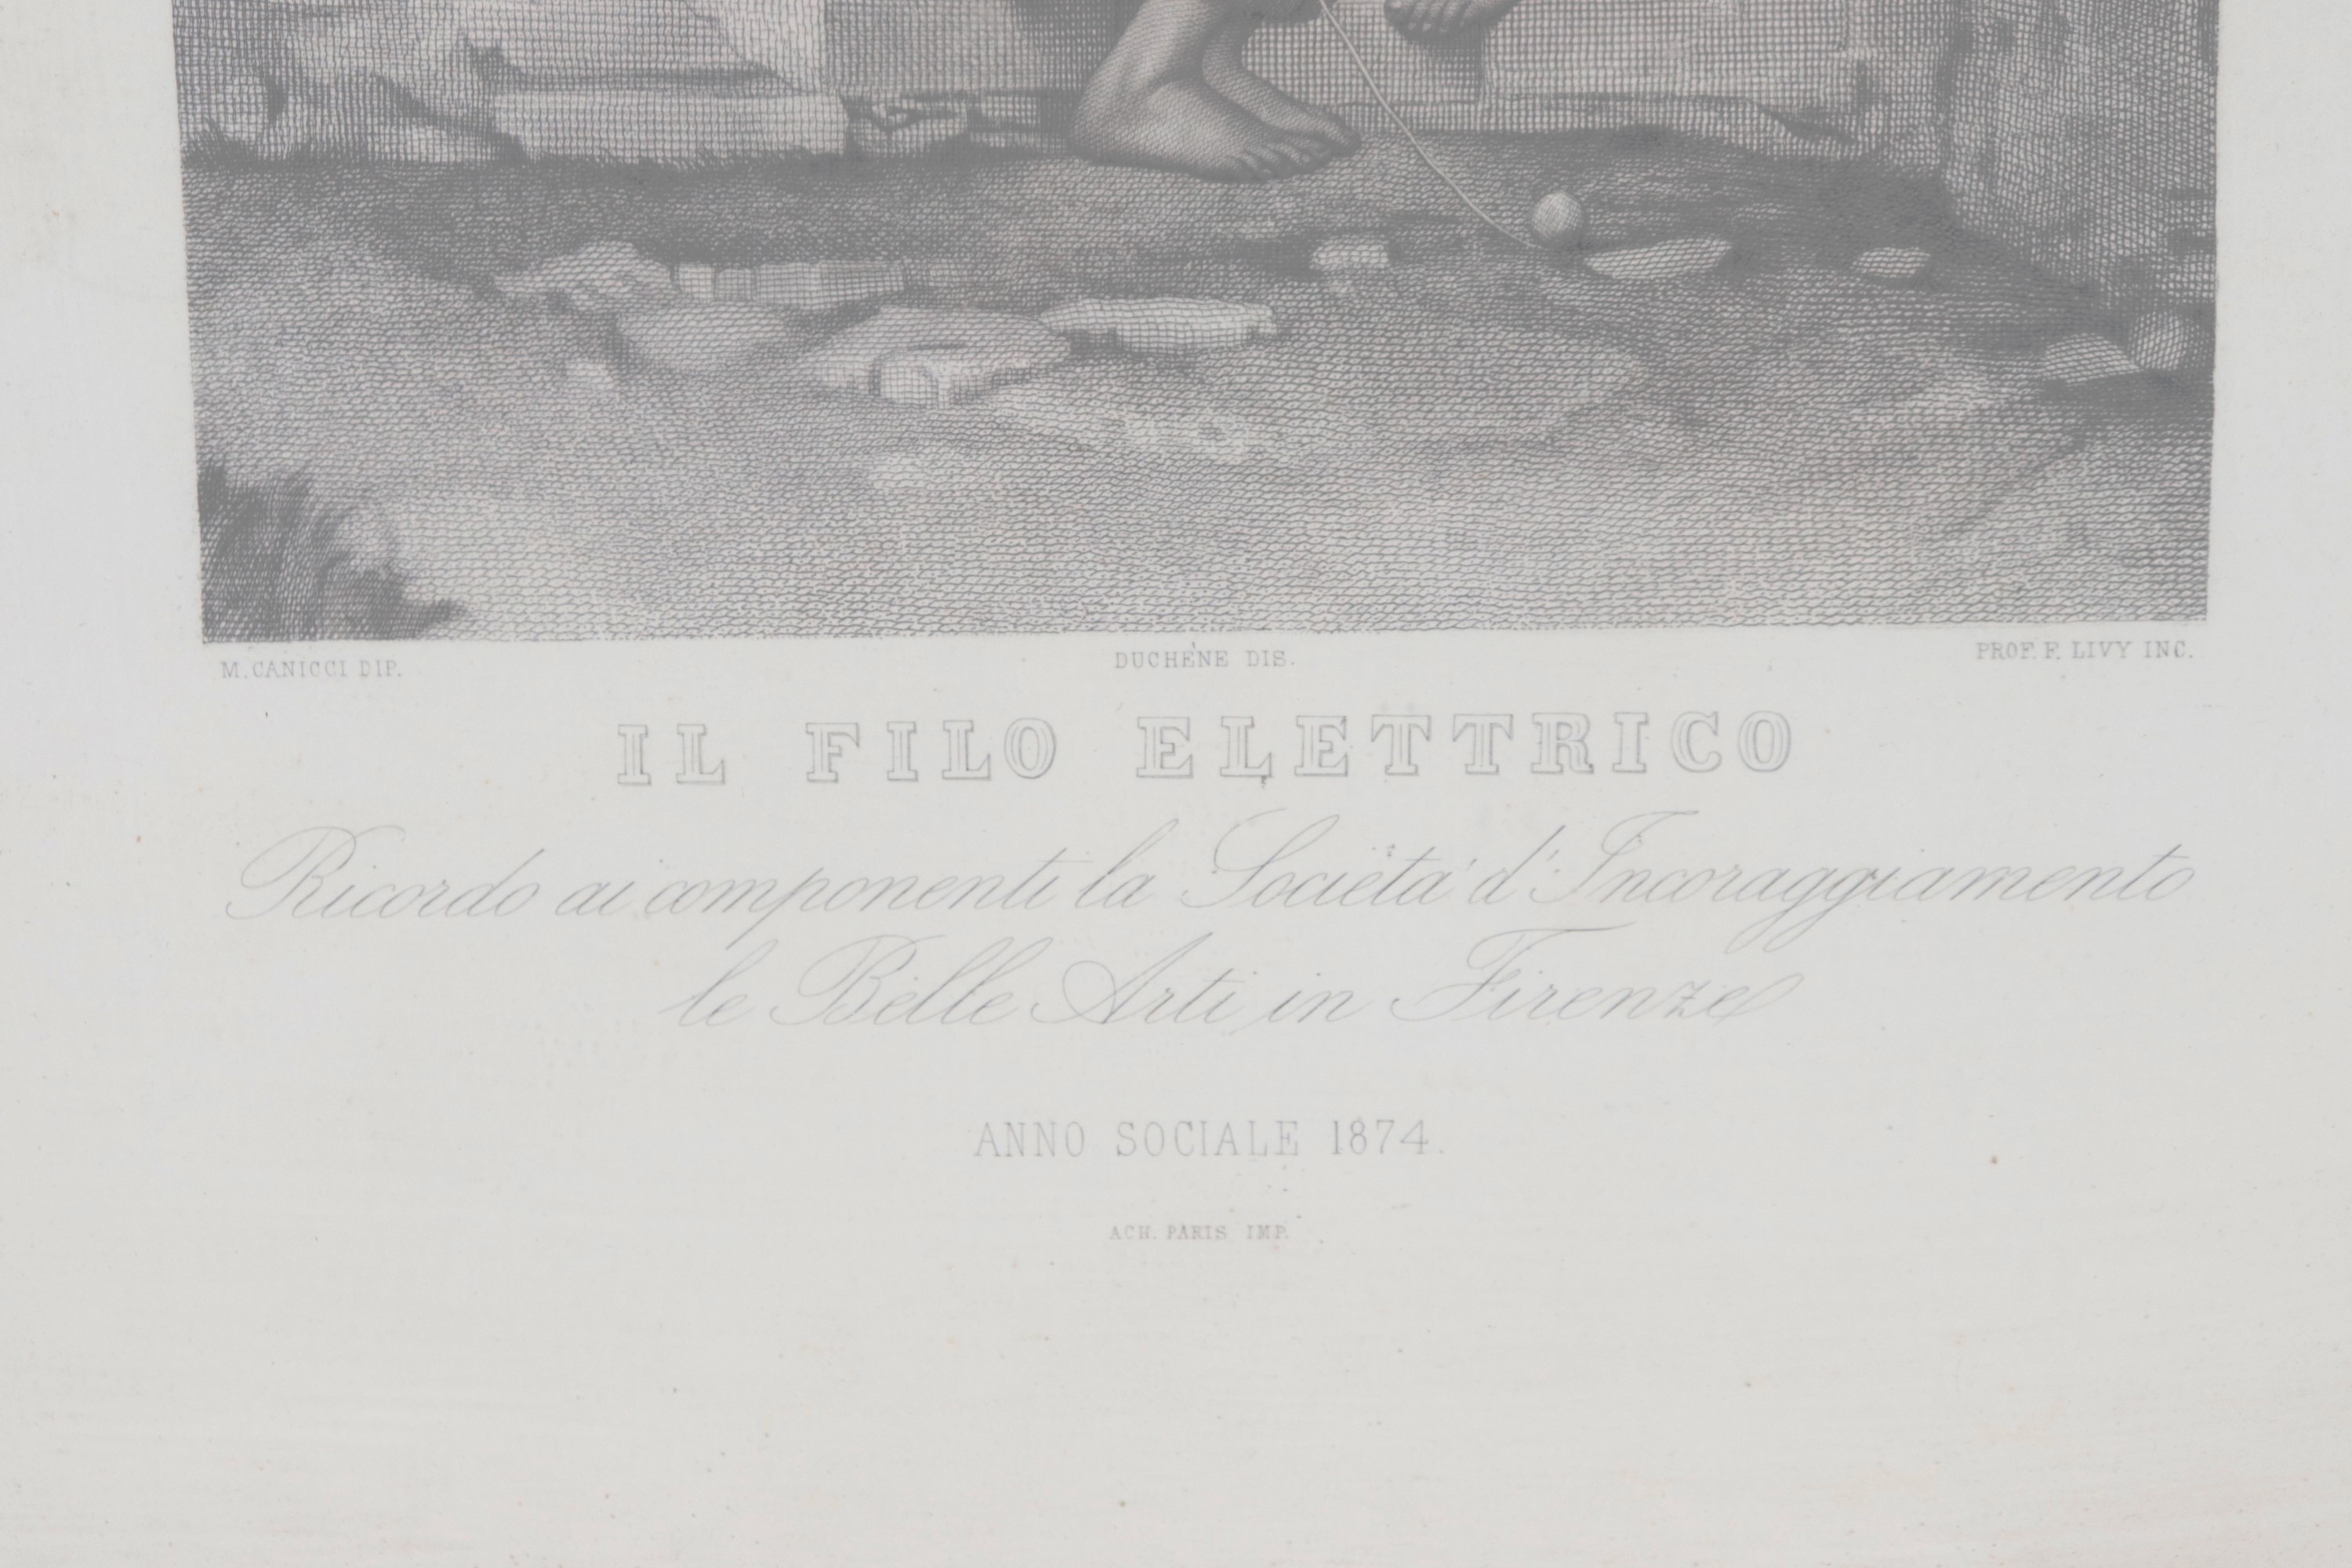 M. CANICCI DIP. DUCHÊNE DIS. PROF. F. LIVY INC.
IL FILO ELETTRICO
Ricordo ai componenti la Società d'Incoraggiamento
le Belle Arti in Firenze
ANNO SOCIALE 1874.
ACH. PARIS IMP.